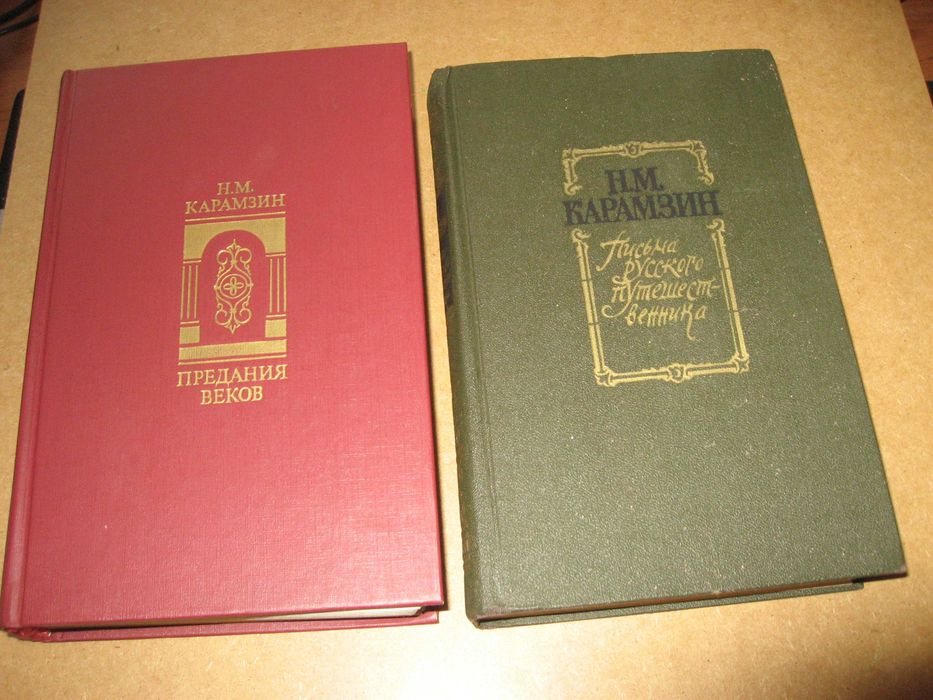 Н.М.
КАРАМЗИН
ПРЕДАНИЯ
ВЕКОВ
Н.М.
КАРАМЗИН
Письма
русского
путешест-
венника